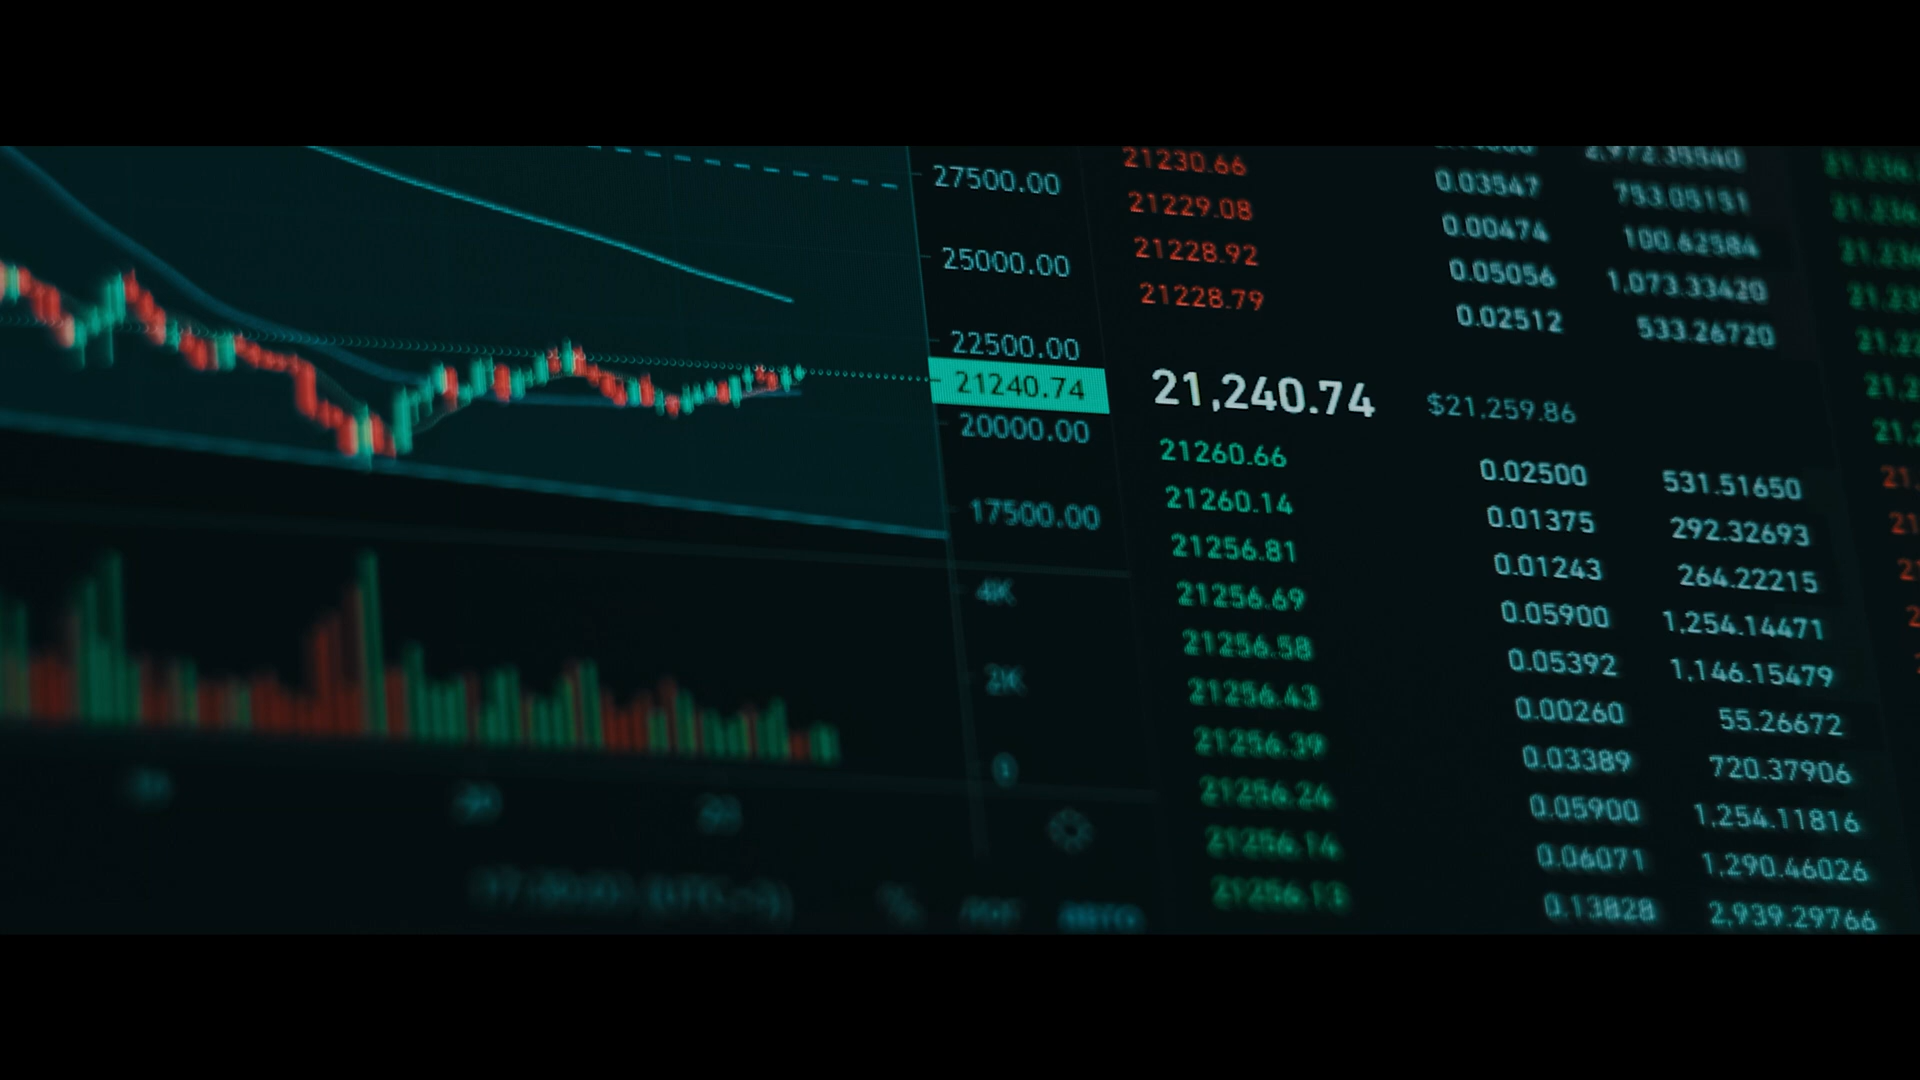 27500.00
25000.00
22500.00
21240.74
20000.00
17500.00
4K
2K
0
21230.66
21229.08 0.03547 753.05151
21228.92 0.00474 100.62584
21228.79 0.05056 1,073.33420
0.02512 533.26720
21,240.74 $21,259.86
21260.66 0.02500 531.51650
21260.14 0.01375 292.32693
21256.81 0.01243 264.22215
21256.69 0.05900 1,254.14471
21256.58 0.05392 1,146.15479
21256.43 0.00260 55.26672
21256.39 0.03389 720.37906
21256.24 0.05900 1,254.11816
21256.14 0.06071 1,290.46026
21256.13 0.13828 2,939.29766